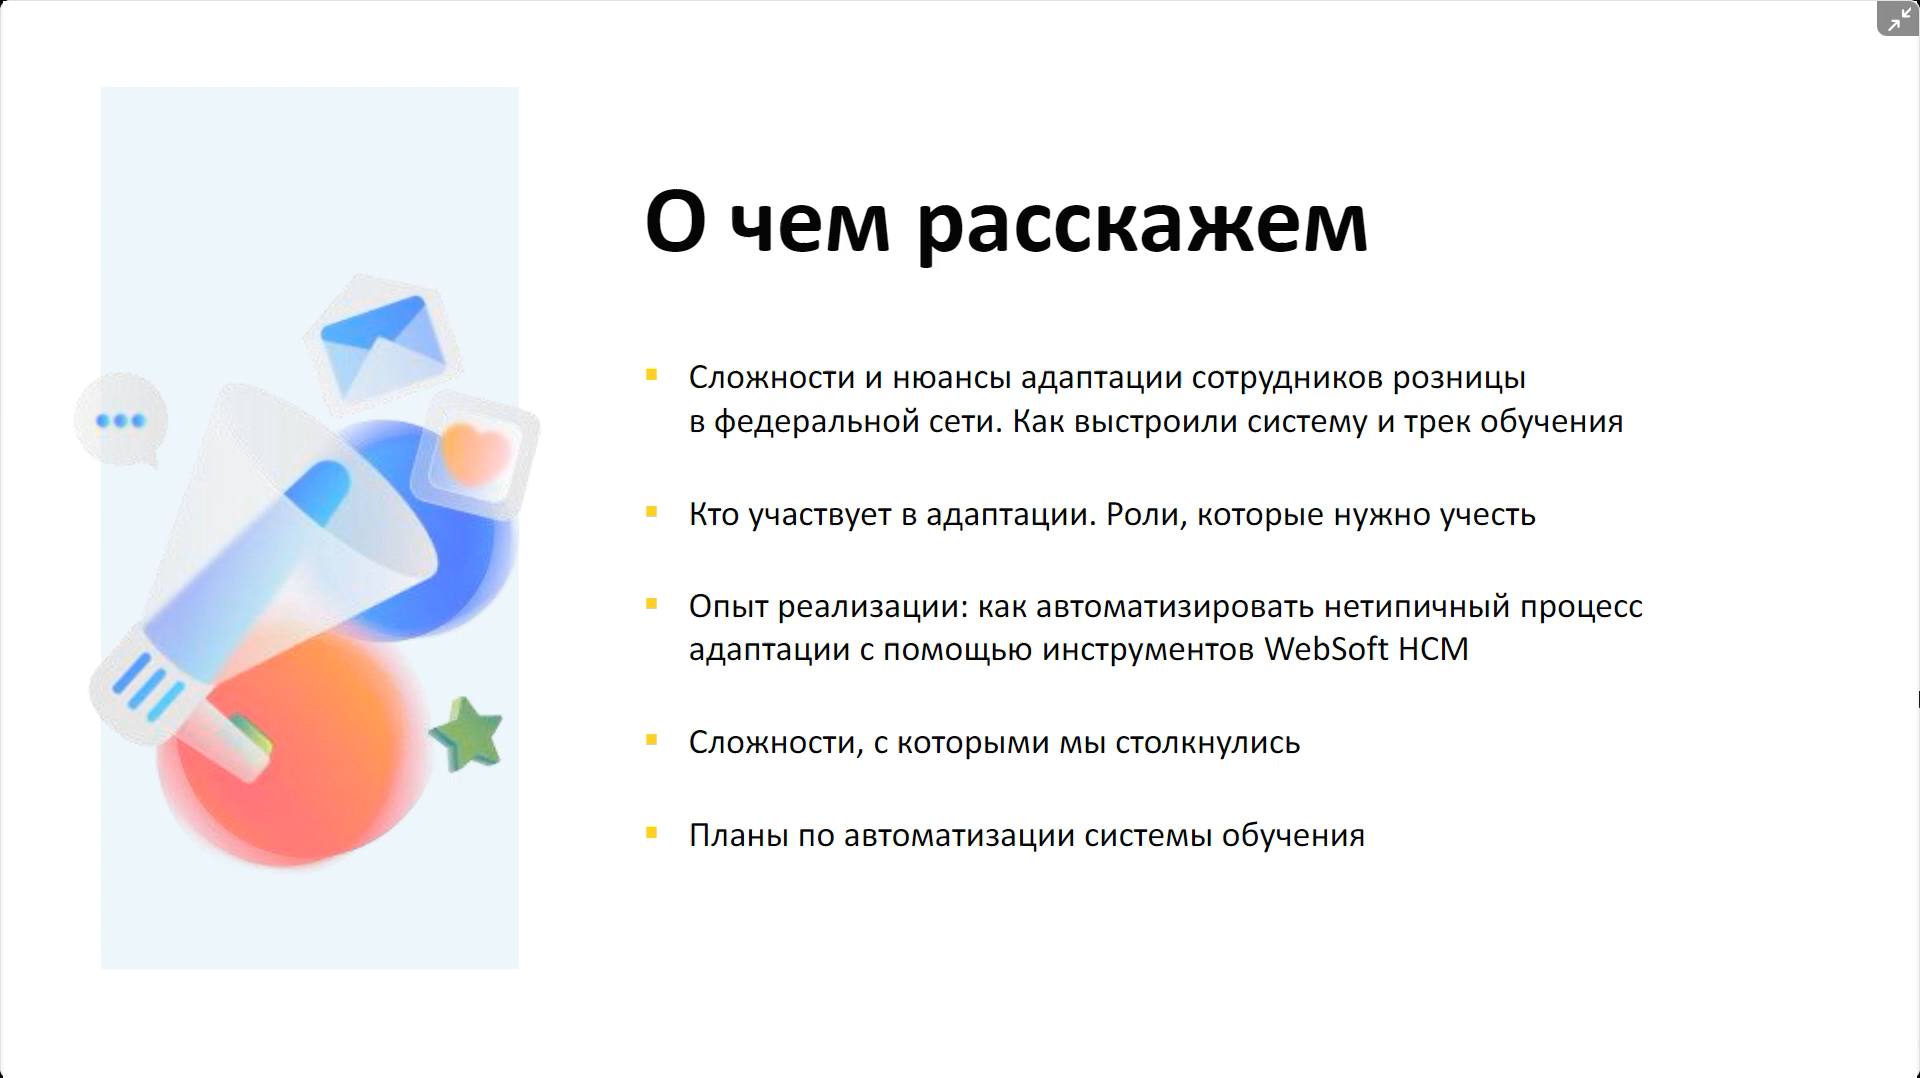 О чем расскажем
Сложности и нюансы адаптации сотрудников розницы
в федеральной сети. Как выстроили систему и трек обучения
Кто участвует в адаптации. Роли, которые нужно учесть
Опыт реализации: как автоматизировать нетипичный процесс
адаптации с помощью инструментов WebSoft HCM
Сложности, с которыми мы столкнулись
Планы по автоматизации системы обучения